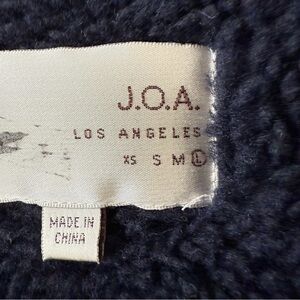 J.O.A.
LOS ANGELES
XS S M L
MADE IN
CHINA